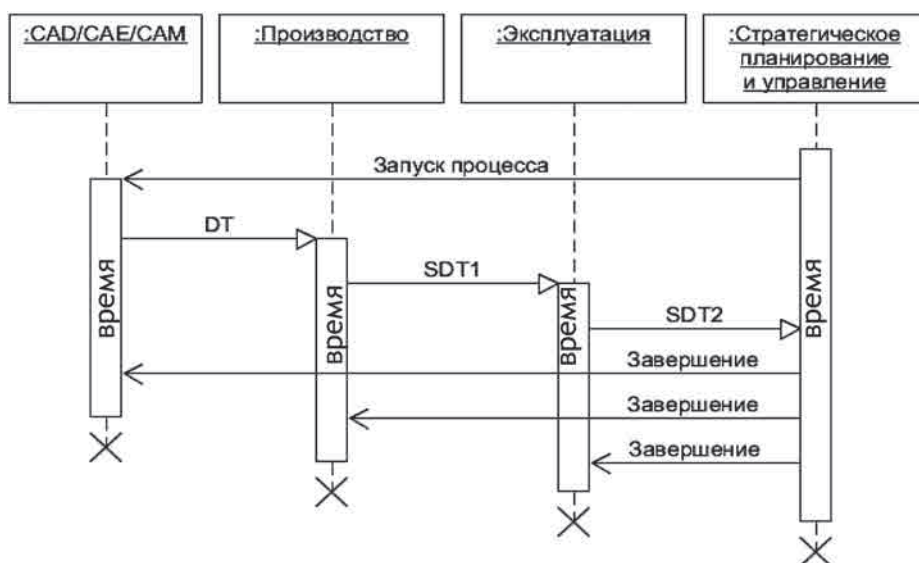 :CAD/CAE/CAM
:Производство
:Эксплуатация
:Стратегическое
планирование
и управление
Запуск процесса
DT
SDT1
SDT2
время
время
время
время
Завершение
Завершение
Завершение